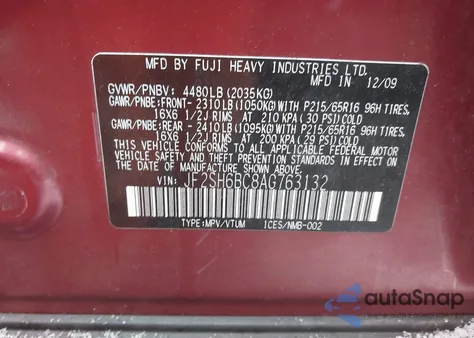 MFD BY FUJI HEAVY INDUSTRIES LTD.
MFD IN 12/09
GVWR/PNBV: 4480LB(2035KG)
GAWR/PNBE:FRONT-2310LB(1050KG)WITH P215/65R16 96H TIRES,
16X6 1/2J RIMS AT 210 KPA(30 PSI)COLD
GAWR/PNBE:REAR -2410LB(1095KG)WITH P215/65R16 96H TIRES,
16X6 1/2J RIMS AT 200 KPA(29 PSI)COLD
THIS VEHICLE CONFORMS TO ALL APPLICABLE
FEDERAL MOTOR VEHICLE SAFETY
STANDARDS IN EFFECT ON THE DATE OF
MANUFACTURE SHOWN ABOVE.
VIN: JF2SH6BC8AG763132
TYPE:MPV/VTUM ICES/NMB-002
autoSnap